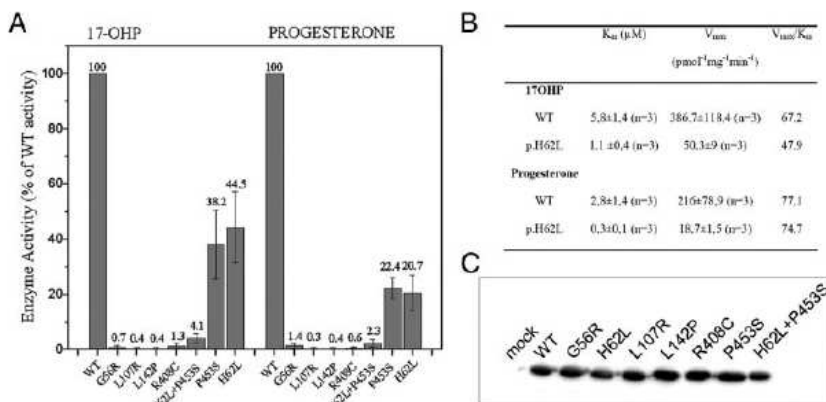 A
17-OHP PROGESTERONE
Enzyme Activity (% of WT activity)
100
80
60
40
20
0
100
0.7
0.4
0.4
1.3
4.1
38.2
44.5
100
1.4
0.3
0.4
0.6
2.3
22.4
20.7
WT
G56R
L107R
L142P
R408C
62L+P453S
P453S
H62L
WT
G56R
L107R
L142P
R408C
62L+P453S
P453S
H62L
B
Km (µM) Vmax Vmax/Km
(pmol⁻¹mg⁻¹min⁻¹)
17OHP
WT 5,8±1,4 (n=3) 386,7±118,4 (n=3) 67.2
p.H62L 1.1 ±0,4 (n=3) 50,3±9 (n=3) 47.9
Progesterone
WT 2,8±1,4 (n=3) 216±78,9 (n=3) 77.1
p.H62L 0,3±0,1 (n=3) 18,7±1,5 (n=3) 74.7
C
mock
WT
G56R
H62L
L107R
L142P
R408C
P453S
H62L+P453S